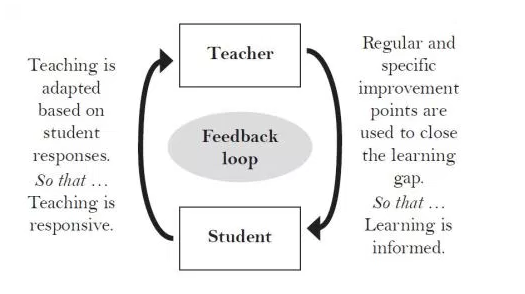 Teaching is
adapted
based on
student
responses.
So that ...
Teaching is
responsive.
Teacher
Feedback
loop
Student
Regular and
specific
improvement
points are
used to close
the learning
gap.
So that ...
Learning is
informed.